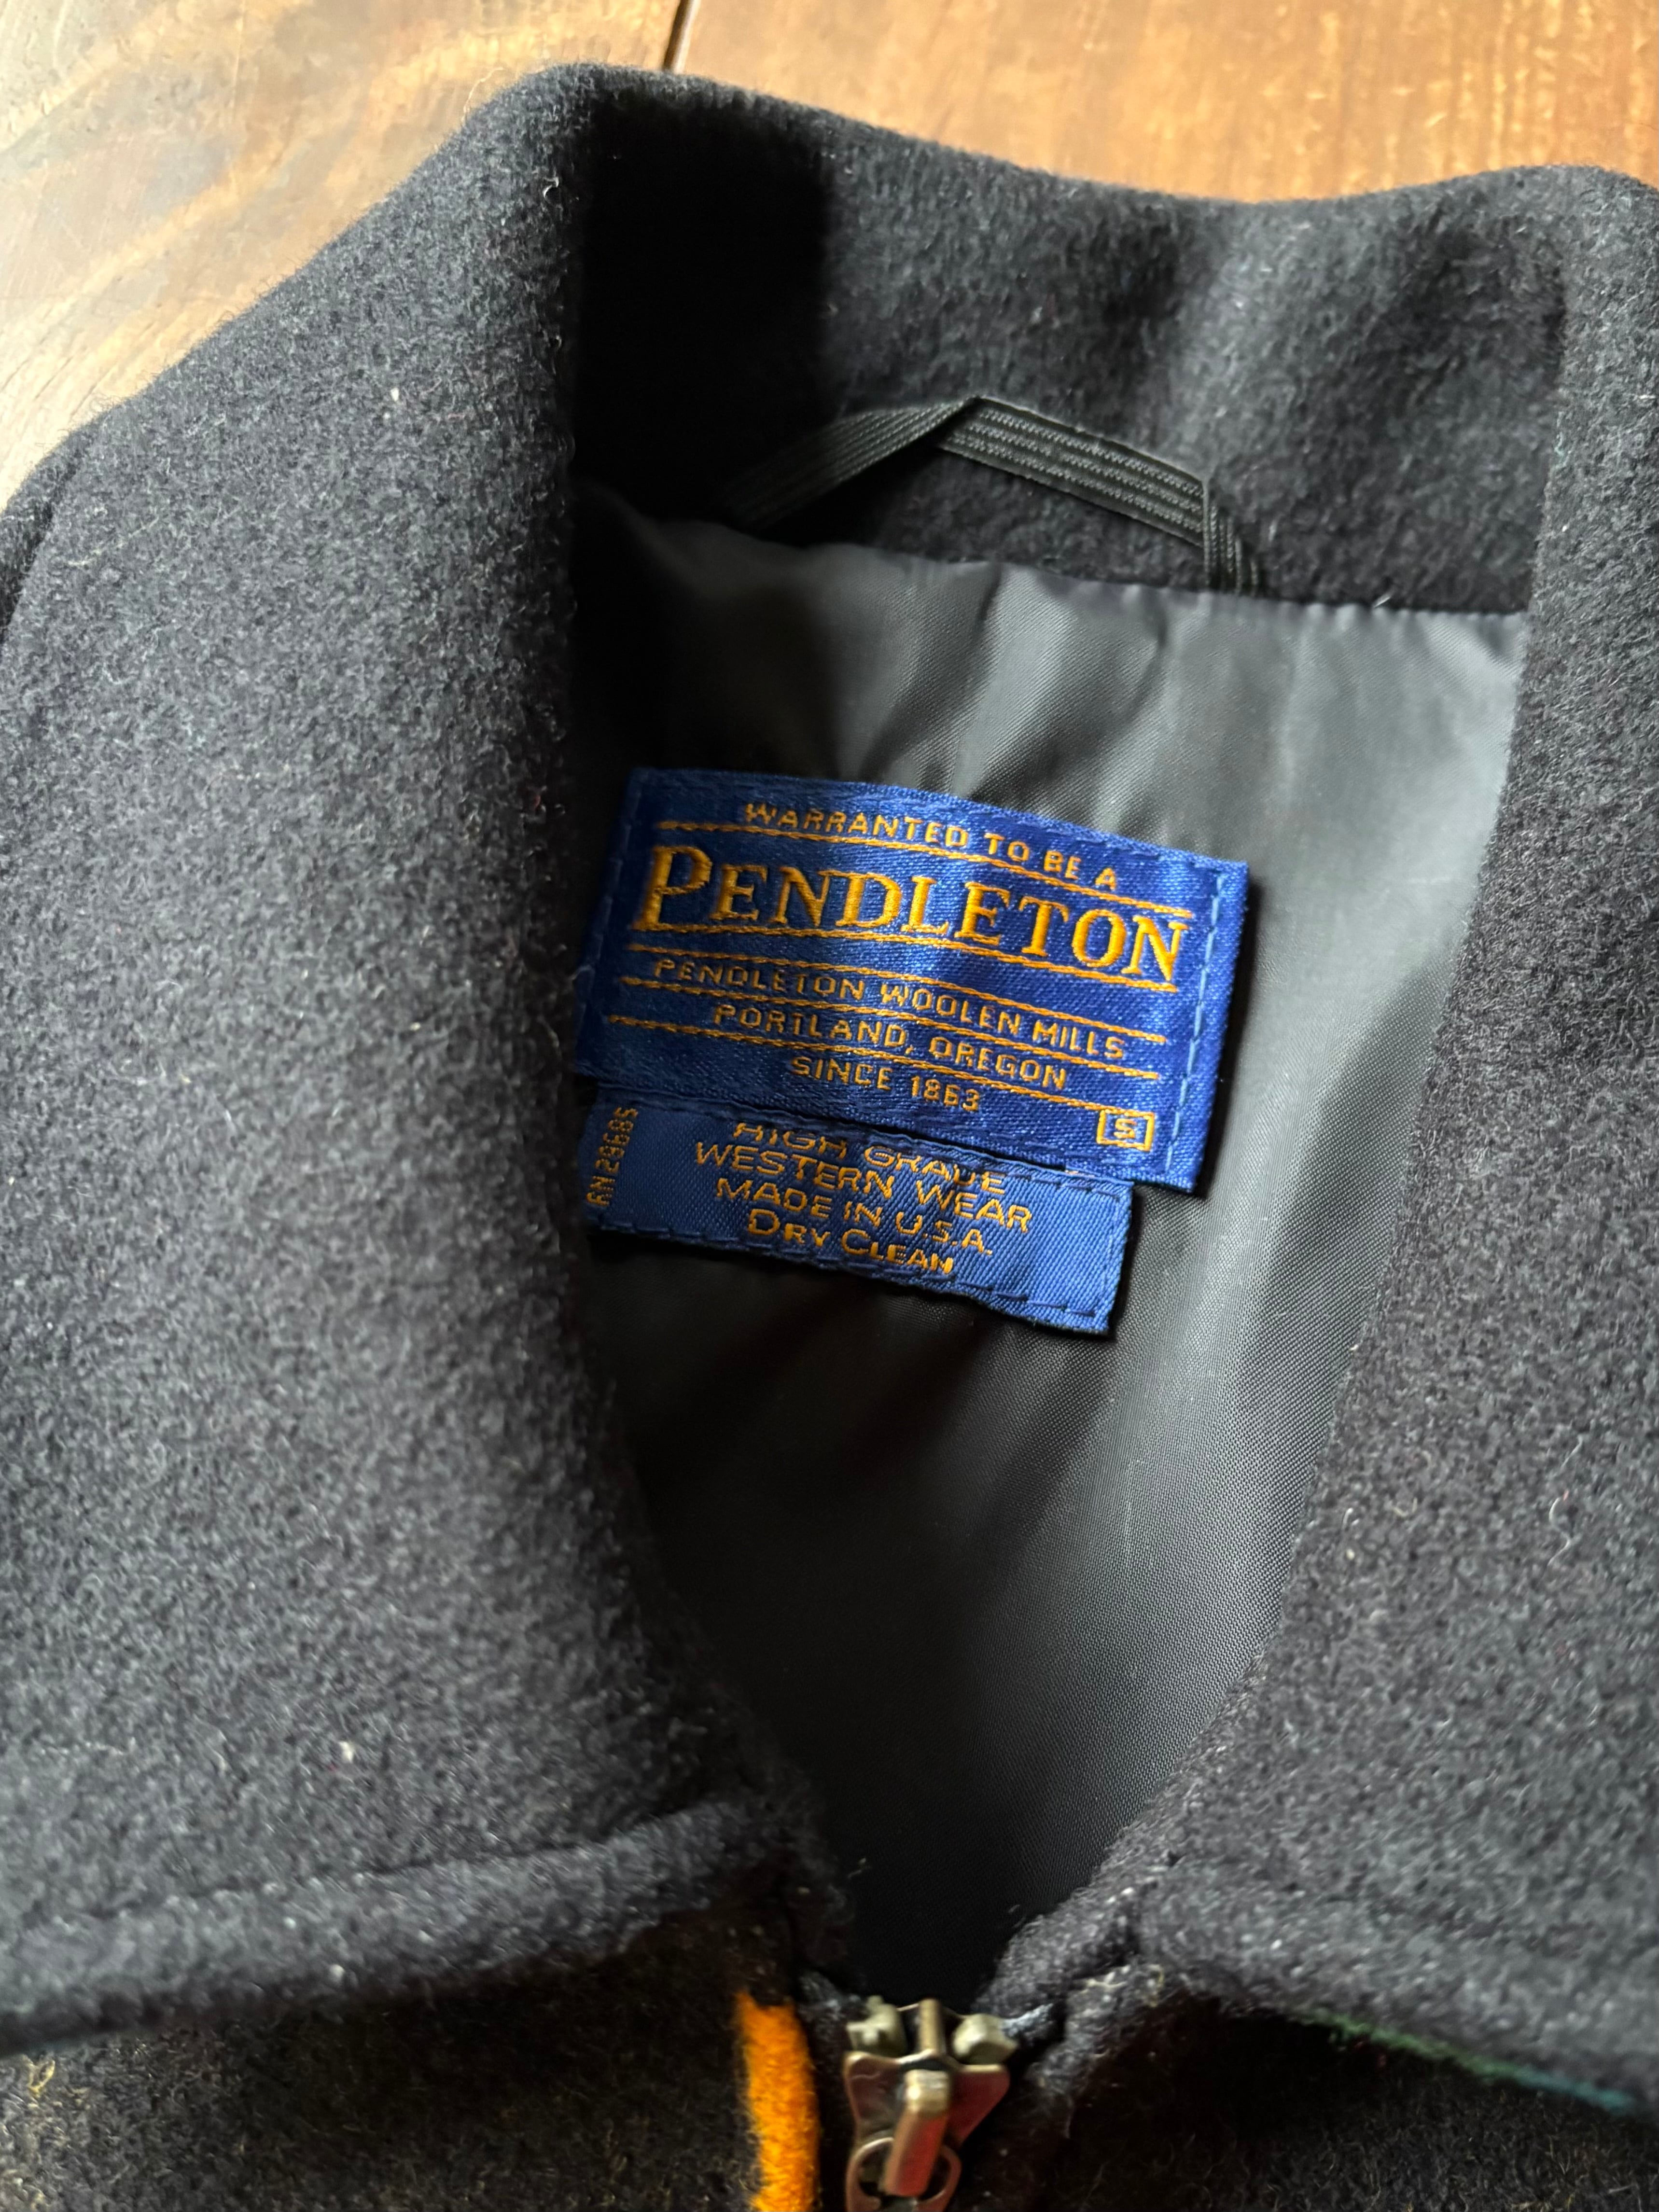 WARRANTED TO BE A
PENDLETON
PENDLETON WOOLEN MILLS
PORTLAND, OREGON
SINCE 1863
S
RN29685
HIGH GRADE
WESTERN WEAR
MADE IN U.S.A.
DRY CLEAN